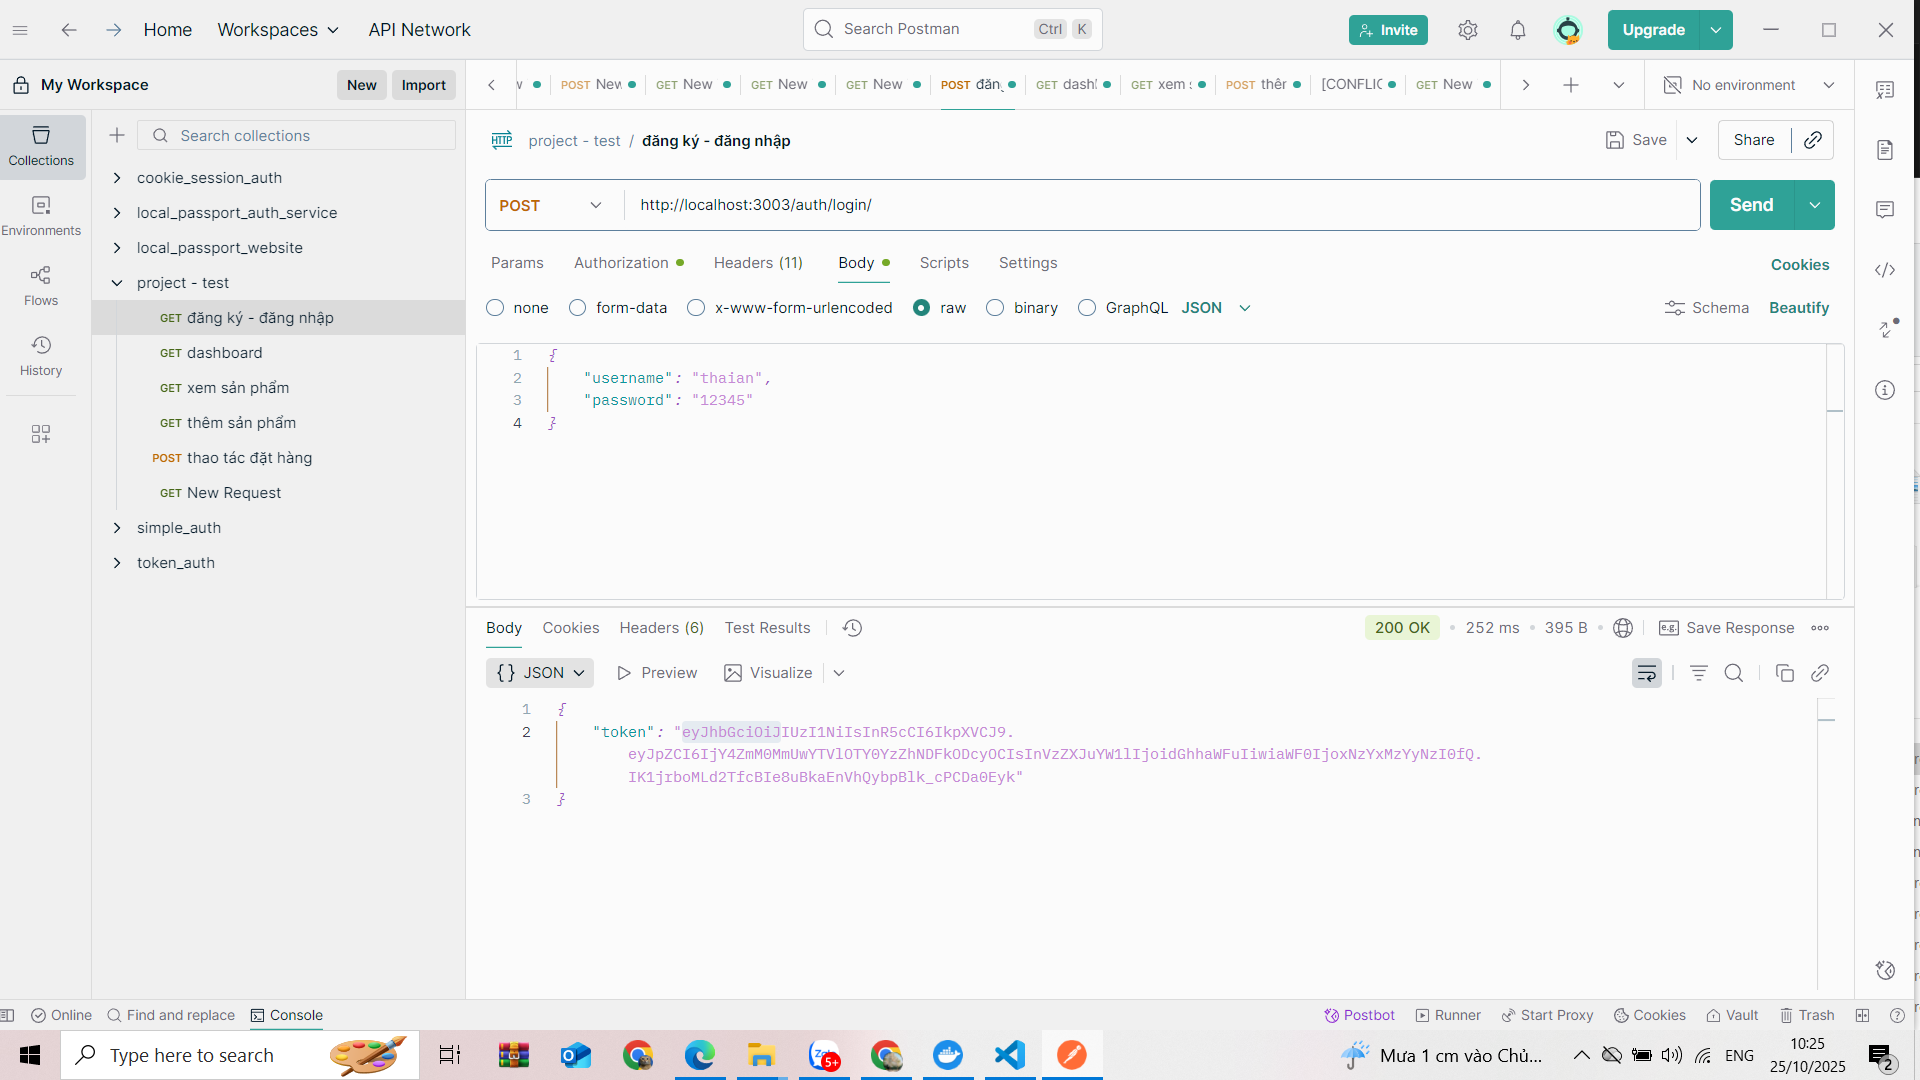 Home Workspaces API Network Search Postman Ctrl K Invite Upgrade
My Workspace New Import POST New GET New GET New GET New POST đăn GET dashl GET xem POST thên [CONFLIC GET New No environment
Search collections
Collections
Environments
Flows
History
cookie_session_auth
local_passport_auth_service
local_passport_website
project - test
GET đăng ký - đăng nhập
GET dashboard
GET xem sản phẩm
GET thêm sản phẩm
POST thao tác đặt hàng
GET New Request
simple_auth
token_auth
HTTP project - test / đăng ký - đăng nhập Save Share
POST http://localhost:3003/auth/login/ Send
Params Authorization Headers (11) Body Scripts Settings Cookies
none form-data x-www-form-urlencoded raw binary GraphQL JSON Schema Beautify
1 {
2 "username": "thaian",
3 "password": "12345"
4 }
Body Cookies Headers (6) Test Results 200 OK 252 ms 395 B e.g. Save Response
{} JSON Preview Visualize
1 {
2 "token": "eyJhbGciOiJIUzI1NiIsInR5cCI6IkpXVCJ9.
eyJpZCI6IjY4ZmM0MmUwYTVlOTY0YzZhNDFkODcyOCIsInVzZXJuYW1lIjoidGhhaWFuIiwiaWF0IjoxNzYxMzYyNzI0fQ.
IK1jrboMLd2TfcBIe8uBkaEnVhQybpBlk_cPCDa0Eyk"
3 }
Online Find and replace Console Postbot Runner Start Proxy Cookies Vault Trash
Type here to search 5+ Mưa 1 cm vào Chủ... ENG 10:25
25/10/2025 2